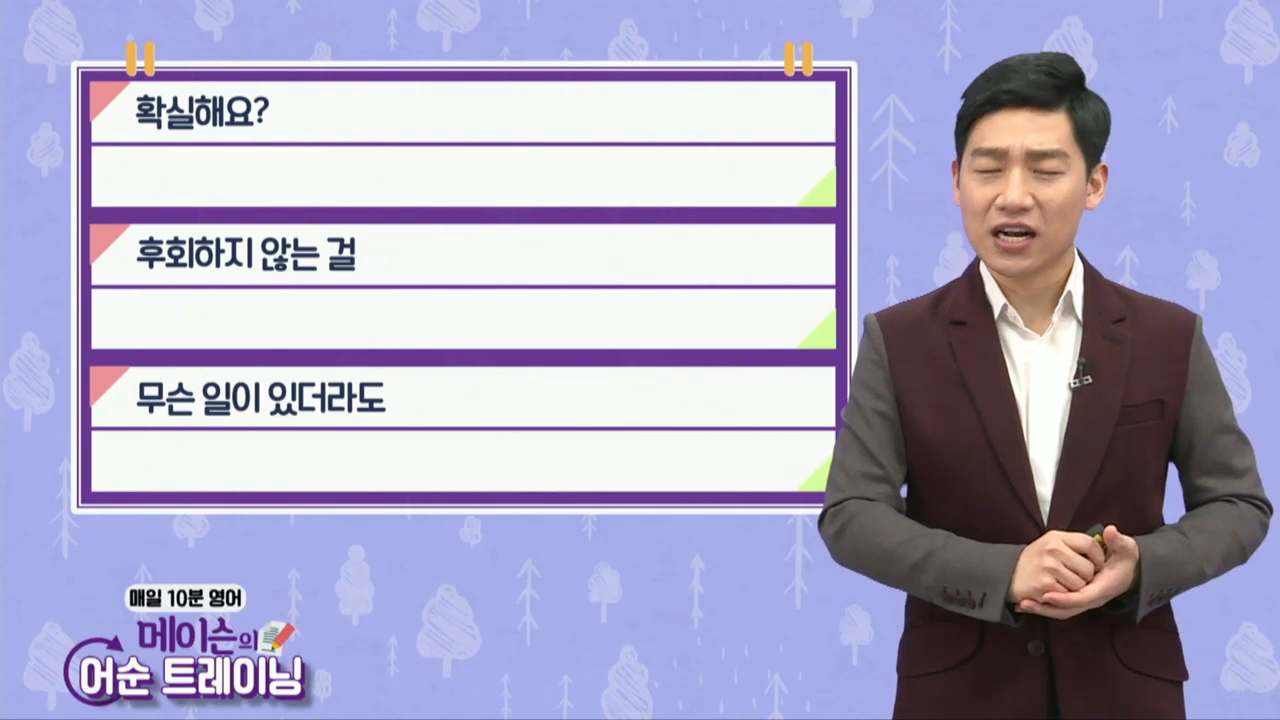 확실해요?
후회하지 않는 걸
무슨 일이 있더라도
매일 10분 영어
메이슨의
어순 트레이닝